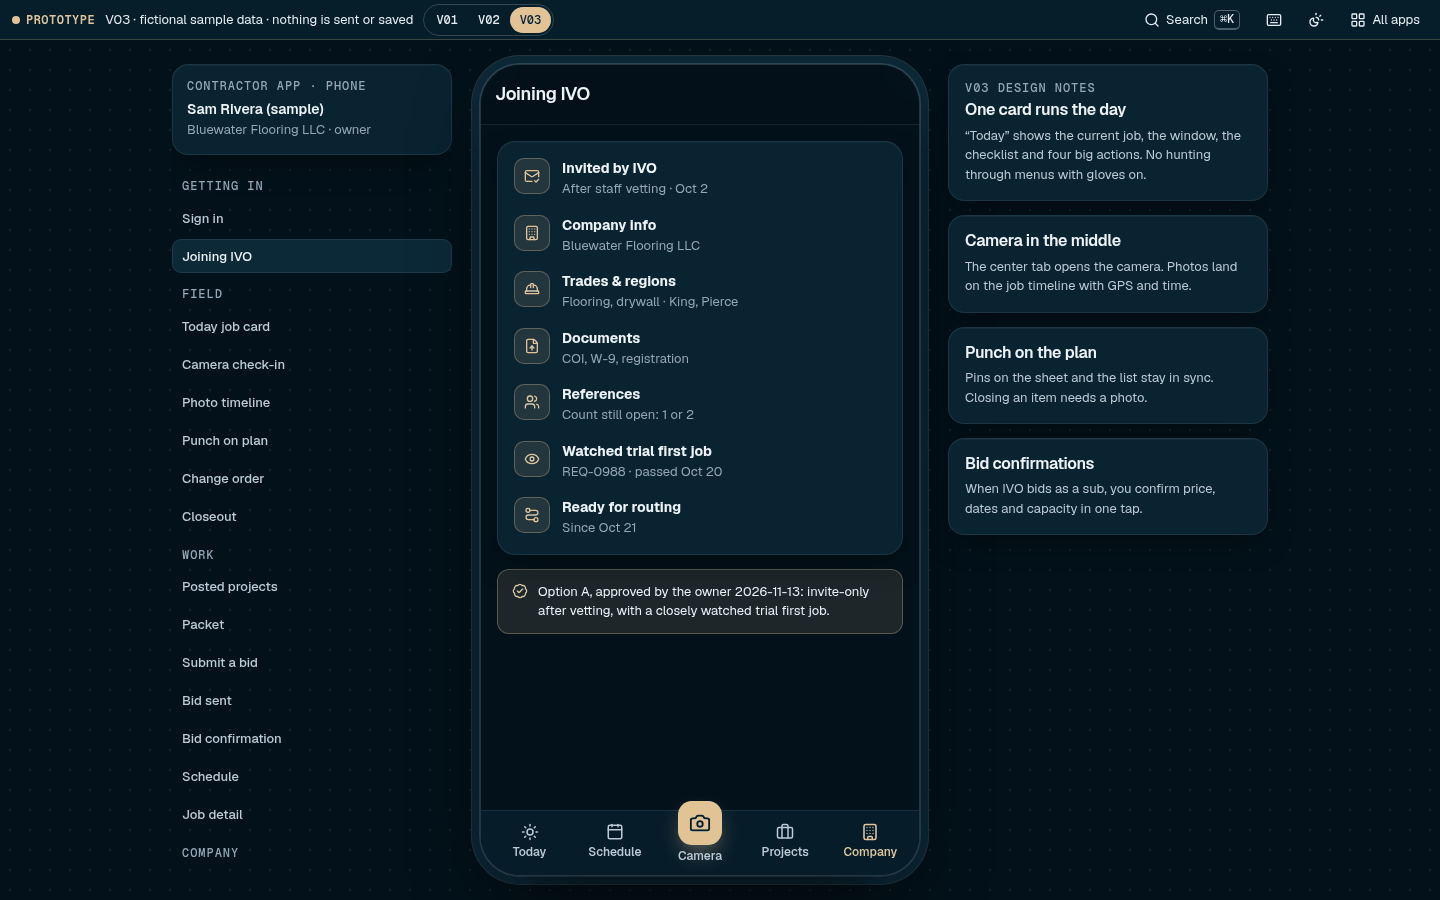 PROTOTYPE V03 · fictional sample data · nothing is sent or saved V01 V02 V03 Search ⌘K All apps
CONTRACTOR APP · PHONE
Sam Rivera (sample)
Bluewater Flooring LLC · owner
GETTING IN
Sign in
Joining IVO
FIELD
Today job card
Camera check-in
Photo timeline
Punch on plan
Change order
Closeout
WORK
Posted projects
Packet
Submit a bid
Bid sent
Bid confirmation
Schedule
Job detail
COMPANY
Joining IVO
Invited by IVO
After staff vetting · Oct 2
Company info
Bluewater Flooring LLC
Trades & regions
Flooring, drywall · King, Pierce
Documents
COI, W-9, registration
References
Count still open: 1 or 2
Watched trial first job
REQ-0988 · passed Oct 20
Ready for routing
Since Oct 21
Option A, approved by the owner 2026-11-13: invite-only
after vetting, with a closely watched trial first job.
Today Schedule Camera Projects Company
V03 DESIGN NOTES
One card runs the day
“Today” shows the current job, the window, the
checklist and four big actions. No hunting
through menus with gloves on.
Camera in the middle
The center tab opens the camera. Photos land
on the job timeline with GPS and time.
Punch on the plan
Pins on the sheet and the list stay in sync.
Closing an item needs a photo.
Bid confirmations
When IVO bids as a sub, you confirm price,
dates and capacity in one tap.